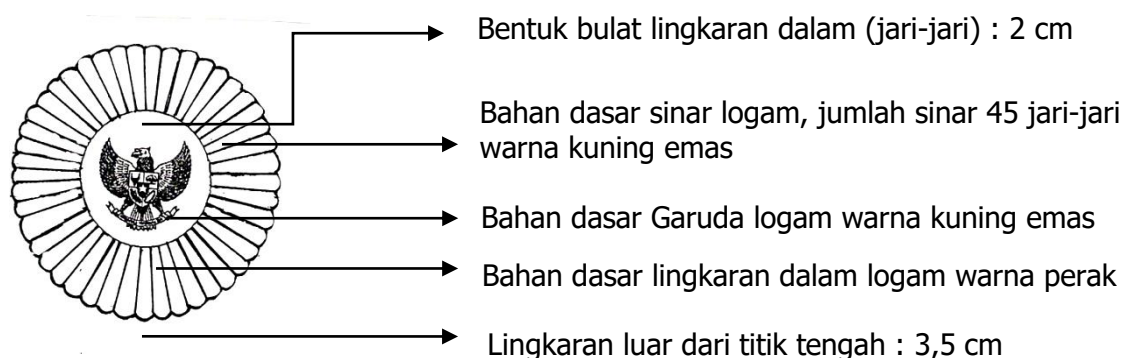 Bentuk bulat lingkaran dalam (jari-jari) : 2 cm
Bahan dasar sinar logam, jumlah sinar 45 jari-jari
warna kuning emas
Bahan dasar Garuda logam warna kuning emas
Bahan dasar lingkaran dalam logam warna perak
Lingkaran luar dari titik tengah : 3,5 cm